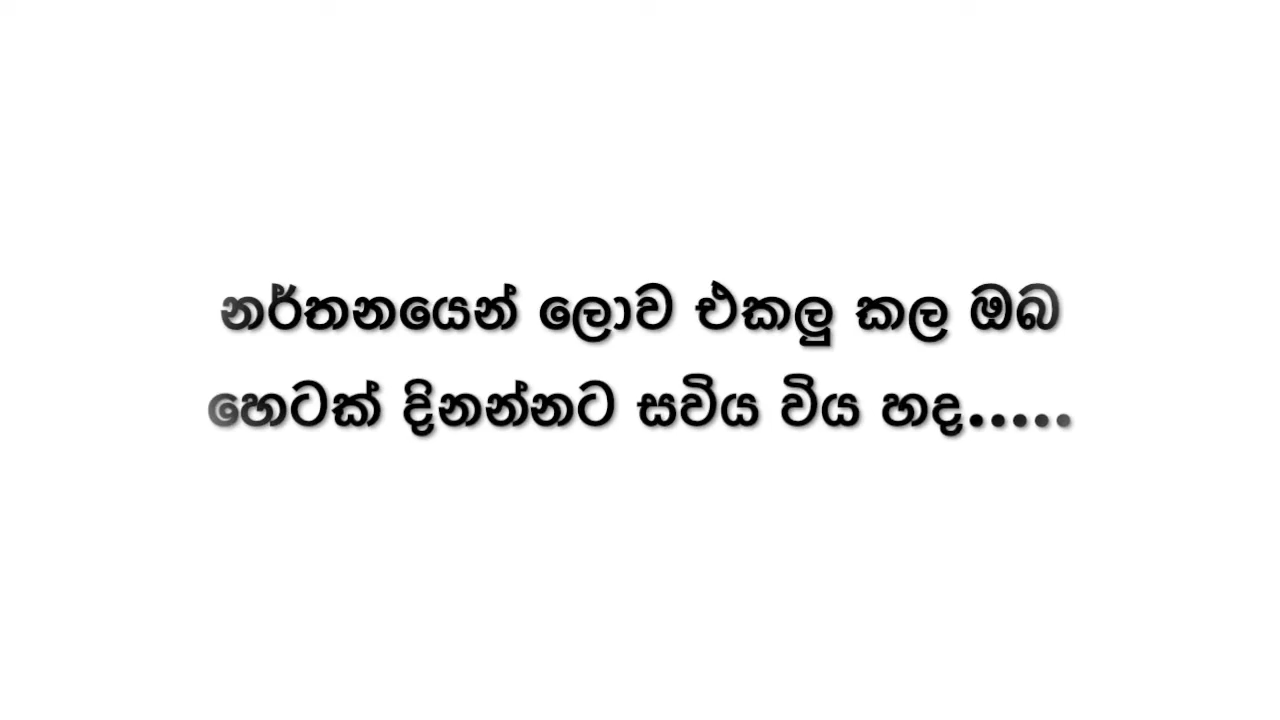 නර්තනයෙන් ලොව එකලු කල ඔබ
හෙටක් දිනන්නට සවිය විය හද.....